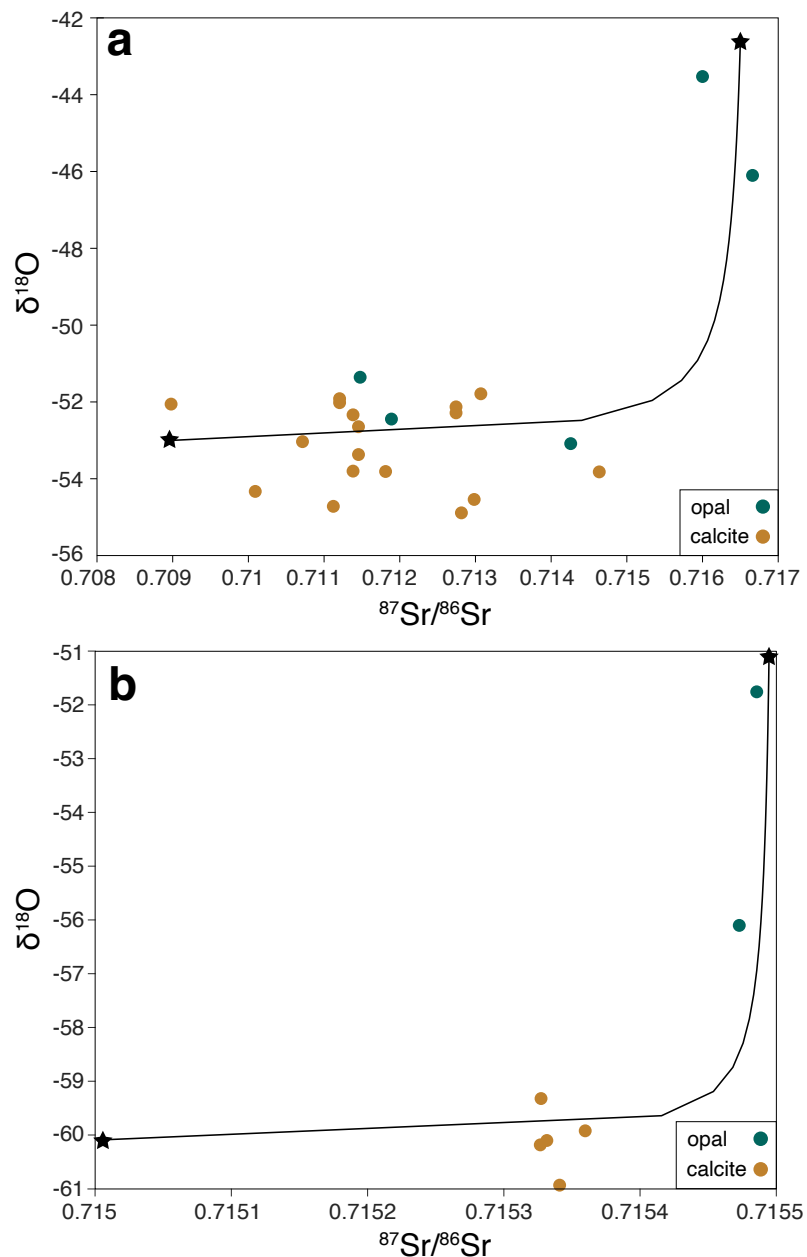 a
-42
-44
-46
-48
-50
-52
-54
-56
δ¹⁸O
opal
calcite
0.708 0.709 0.71 0.711 0.712 0.713 0.714 0.715 0.716 0.717
⁸⁷Sr/⁸⁶Sr
b
-51
-52
-53
-54
-55
-56
-57
-58
-59
-60
-61
δ¹⁸O
opal
calcite
0.715 0.7151 0.7152 0.7153 0.7154 0.7155
⁸⁷Sr/⁸⁶Sr